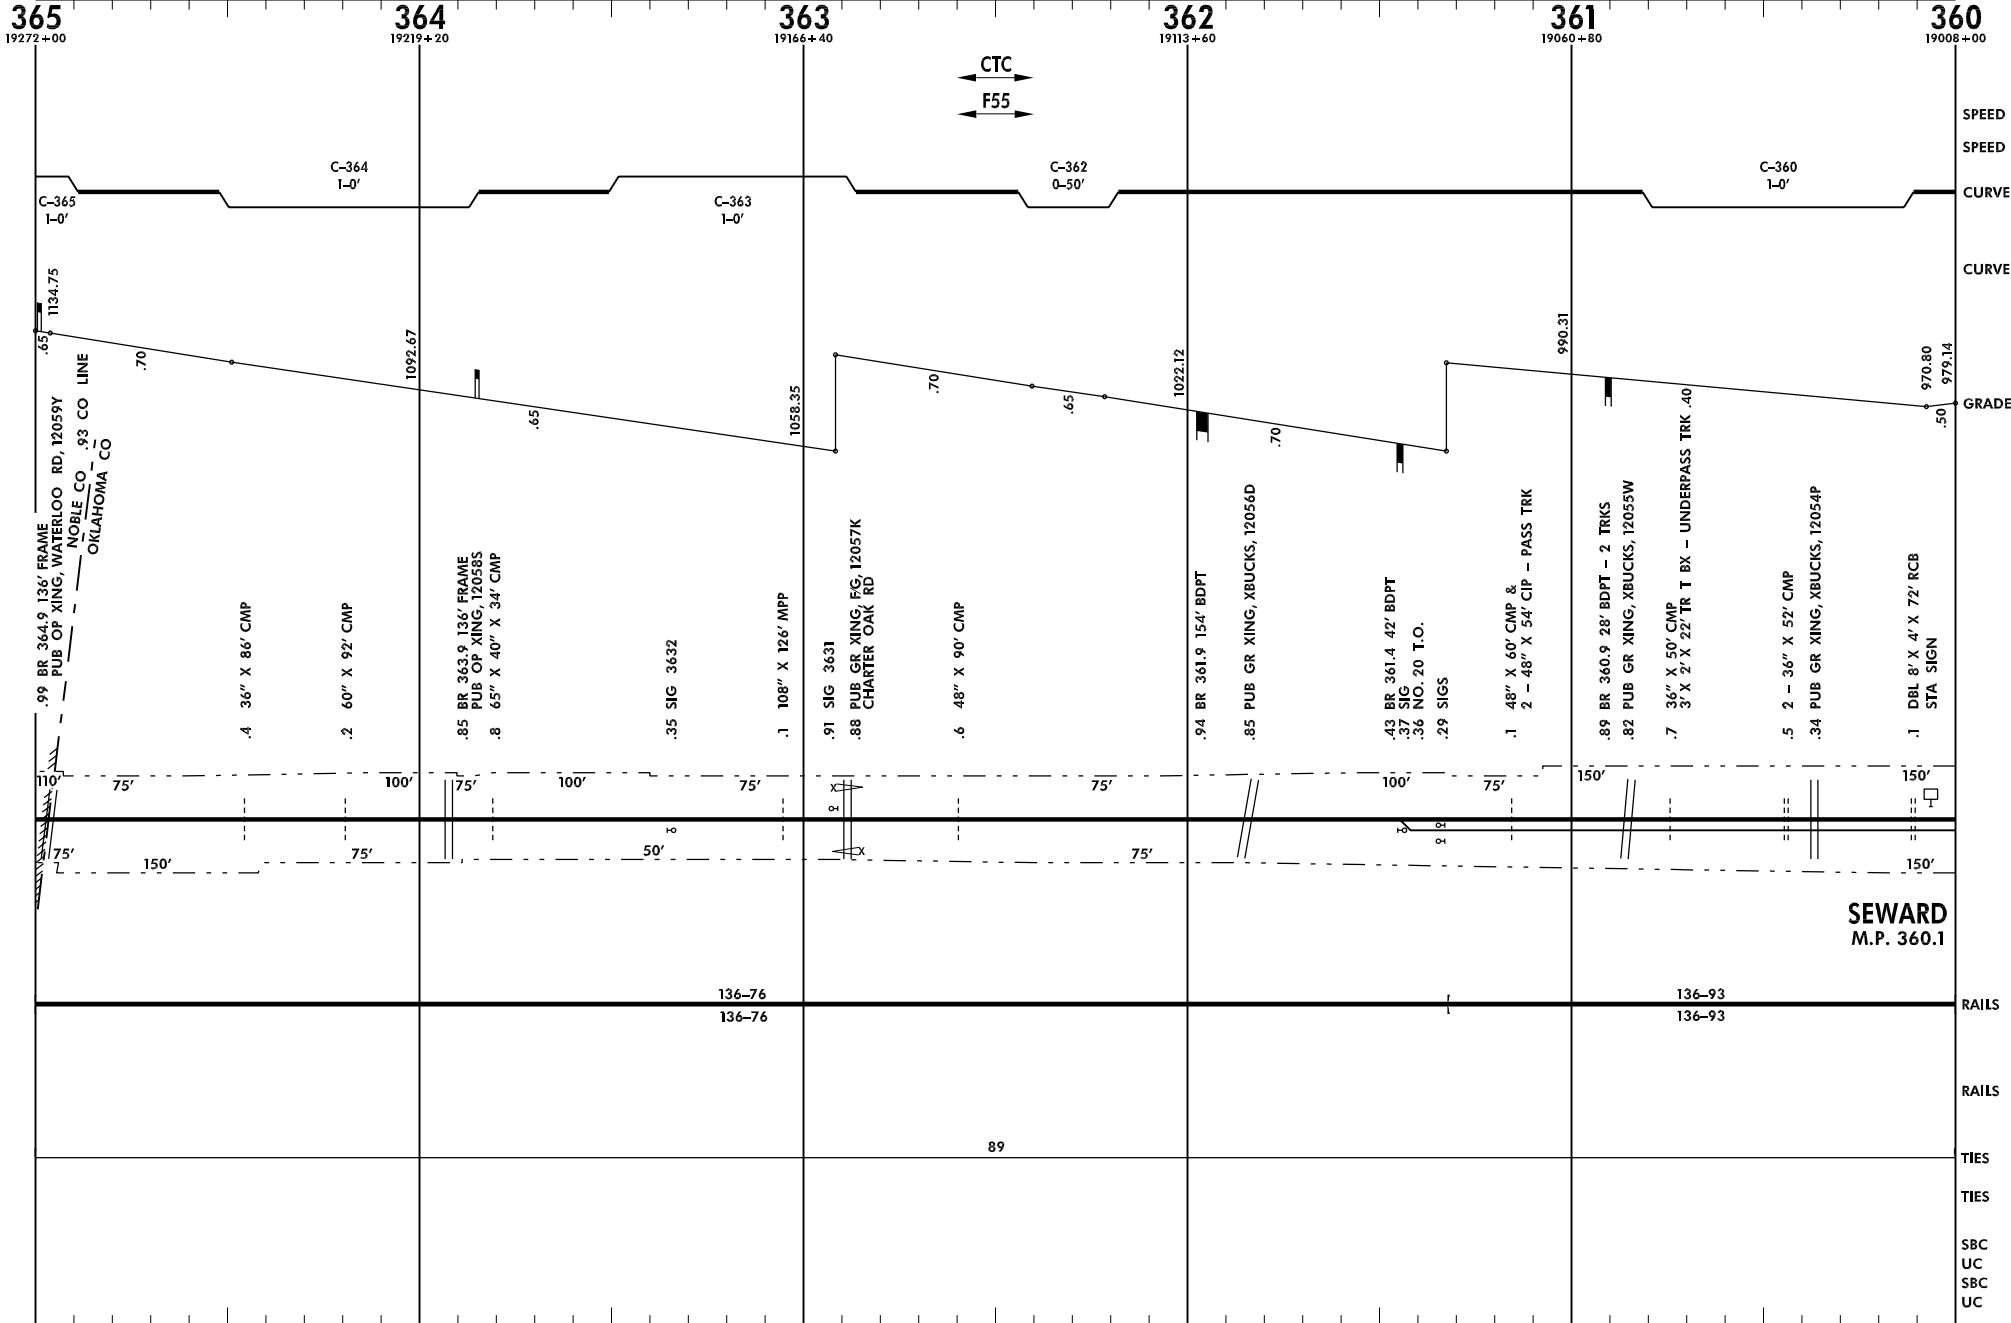 365 364 363 362 361 360
19272+00 19219+20 19166+40 19113+60 19060+80 19008+00
CTC
F55
SPEED
SPEED
C-365
1-0'
C-364
1-0'
C-363
1-0'
C-362
0-50'
C-360
1-0'
CURVE
CURVE
1134.75
1092.67
1058.35
1022.12
990.31
970.80
979.14
.65
.70
.65
.70
.65
.70
.40
.50
GRADE
.99 BR 364.9 136' FRAME
PUB OP XING, WATERLOO RD, 12059Y
NOBLE CO .93 CO LINE
OKLAHOMA CO
.4 36" X 86' CMP
.2 60" X 92' CMP
.85 BR 363.9 136' FRAME
PUB OP XING, 12058S
.8 65" X 40" X 34' CMP
.35 SIG 3632
.1 108" X 126' MPP
.91 SIG 3631
.88 PUB GR XING, F/G, 12057K
CHARTER OAK RD
.6 48" X 90' CMP
.94 BR 361.9 154' BDPT
.85 PUB GR XING, XBUCKS, 12056D
.43 BR 361.4 42' BDPT
.37 SIG
.36 NO. 20 T.O.
.29 SIGS
.1 48" X 60' CMP &
2 - 48" X 54' CIP - PASS TRK
.89 BR 360.9 28' BDPT - 2 TRKS
.82 PUB GR XING, XBUCKS, 12055W
.7 36" X 50' CMP
3' X 2' X 22' TR T BX - UNDERPASS TRK
.5 2 - 36" X 52' CMP
.34 PUB GR XING, XBUCKS, 12054P
.1 DBL 8' X 4' X 72' RCB
STA SIGN
110' 75' 100' 75' 100' 75' 75' 100' 75' 150' 150'
X
X
75' 150' 75' 50' 75' 150'
SEWARD
M.P. 360.1
136-76 136-93
136-76 136-93
RAILS
RAILS
89
TIES
TIES
SBC
UC
SBC
UC